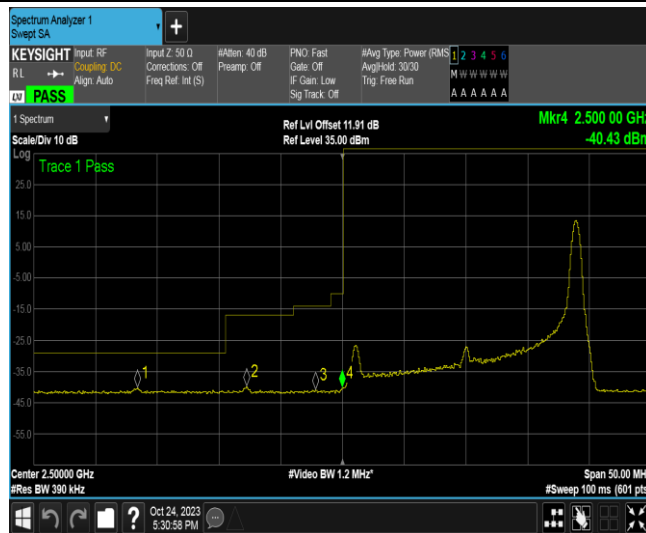 Spectrum Analyzer 1
Swept SA
+
KEYSIGHT Input: RF Input Z: 50 Ω #Atten: 40 dB PNO: Fast #Avg Type: Power (RMS 1 2 3 4 5 6
RL Coupling: DC Corrections: Off Preamp: Off Gate: Off Avg|Hold: 30/30 M W W W W W
Align: Auto Freq Ref: Int (S) IF Gain: Low Trig: Free Run
LXI PASS Sig Track: Off A A A A A A
1 Spectrum Ref Lvl Offset 11.91 dB Mkr4 2.500 00 GHz
Scale/Div 10 dB Ref Level 35.00 dBm -40.43 dBm
Log
Trace 1 Pass
25.0
15.0
5.00
-5.00
-15.0
-25.0
-35.0
-45.0
-55.0
1
2
3
4
Center 2.50000 GHz #Video BW 1.2 MHz* Span 50.00 MH
#Res BW 390 kHz #Sweep 100 ms (601 pts
? Oct 24, 2023
5:30:58 PM